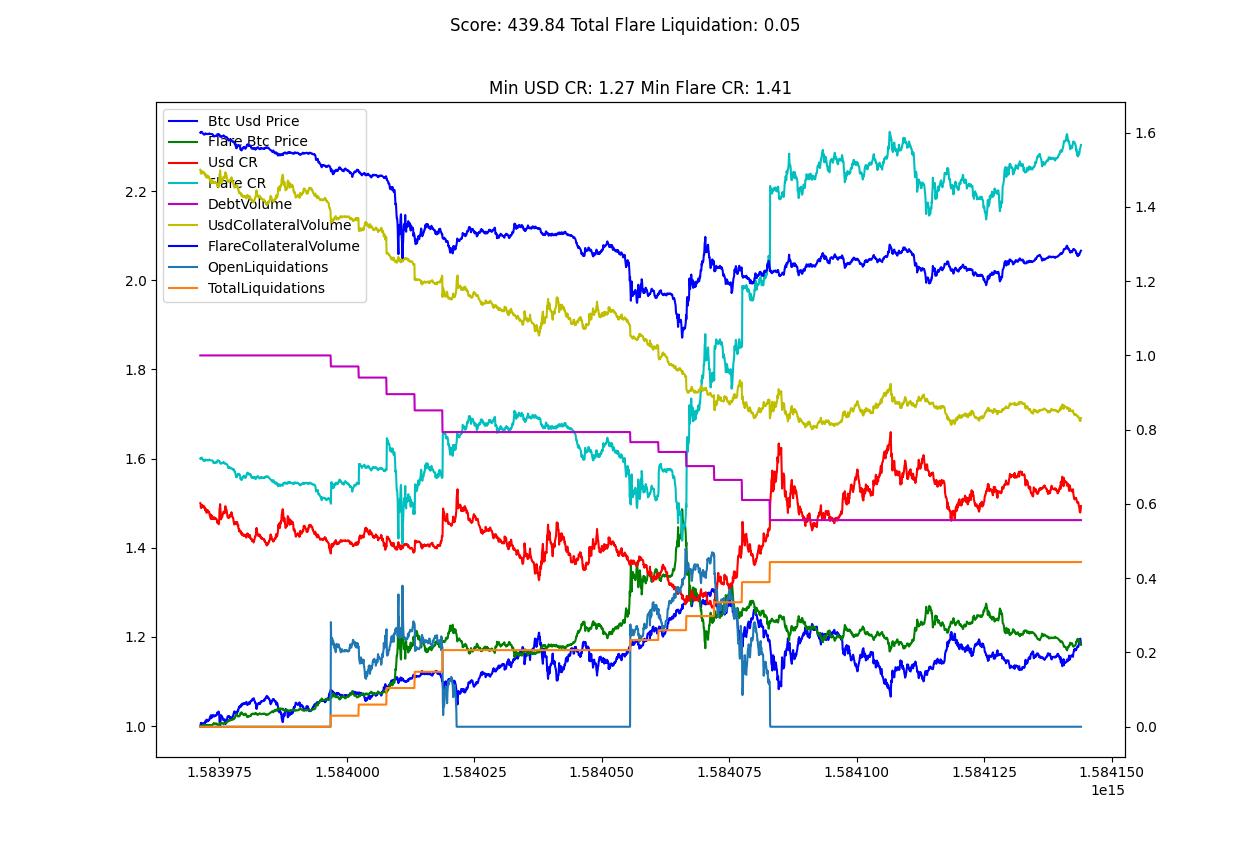 Score: 439.84 Total Flare Liquidation: 0.05
Min USD CR: 1.27 Min Flare CR: 1.41
Btc Usd Price
Flare Btc Price
Usd CR
Flare CR
DebtVolume
UsdCollateralVolume
FlareCollateralVolume
OpenLiquidations
TotalLiquidations
2.2
2.0
1.8
1.6
1.4
1.2
1.0
1.6
1.4
1.2
1.0
0.8
0.6
0.4
0.2
0.0
1.583975 1.584000 1.584025 1.584050 1.584075 1.584100 1.584125 1.584150
1e15